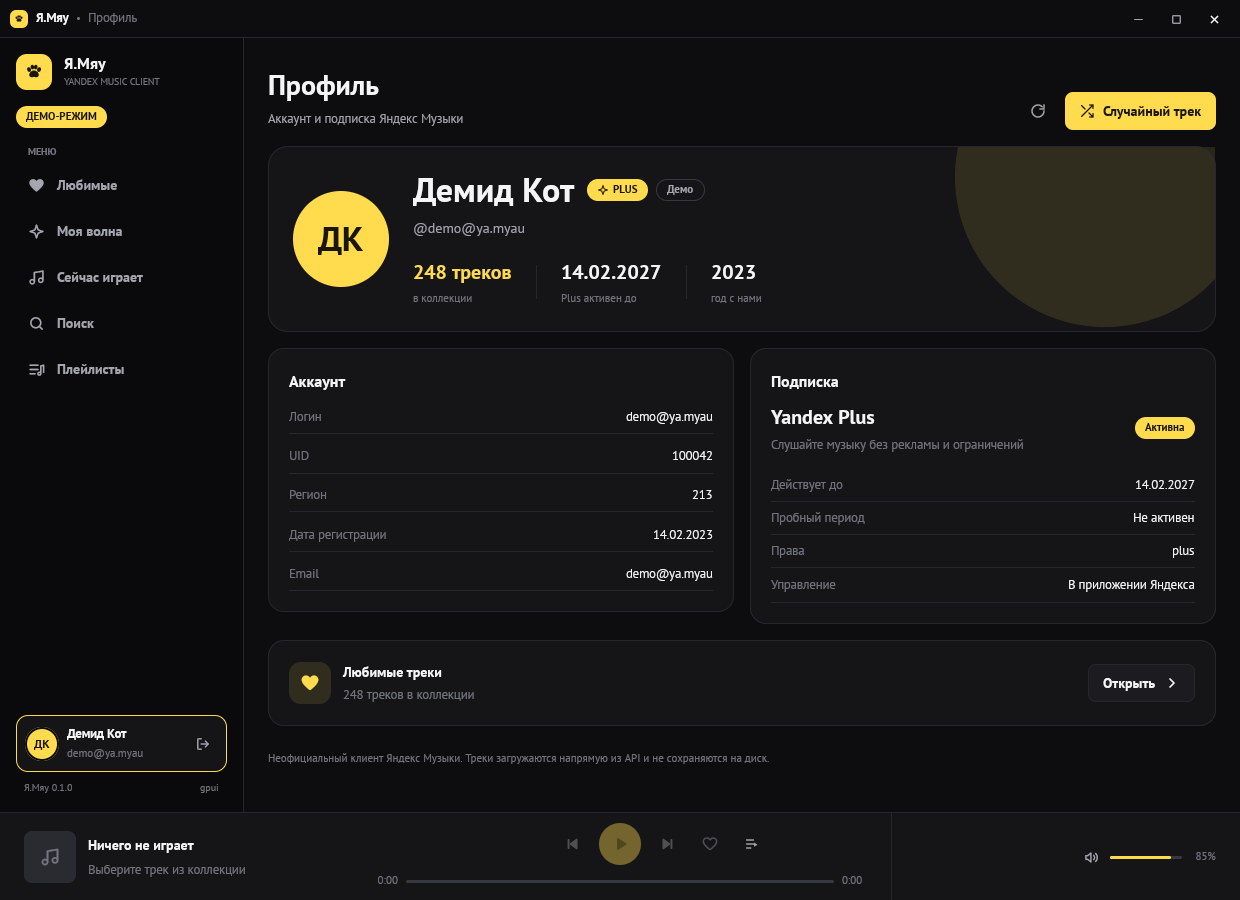 Я.Мяу • Профиль
Я.Мяу
YANDEX MUSIC CLIENT
ДЕМО-РЕЖИМ
МЕНЮ
Любимые
Моя волна
Сейчас играет
Поиск
Плейлисты
ДК
Демид Кот
demo@ya.myau
Я.Мяу 0.1.0
gpui
Профиль
Аккаунт и подписка Яндекс Музыки
Случайный трек
ДК
Демид Кот PLUS Демо
@demo@ya.myau
248 треков
в коллекции
14.02.2027
Plus активен до
2023
год с нами
Аккаунт
Логин demo@ya.myau
UID 100042
Регион 213
Дата регистрации 14.02.2023
Email demo@ya.myau
Подписка
Yandex Plus
Слушайте музыку без рекламы и ограничений
Активна
Действует до 14.02.2027
Пробный период Не активен
Права plus
Управление В приложении Яндекса
Любимые треки
248 треков в коллекции
Открыть
Неофициальный клиент Яндекс Музыки. Треки загружаются напрямую из API и не сохраняются на диск.
Ничего не играет
Выберите трек из коллекции
0:00 0:00
85%